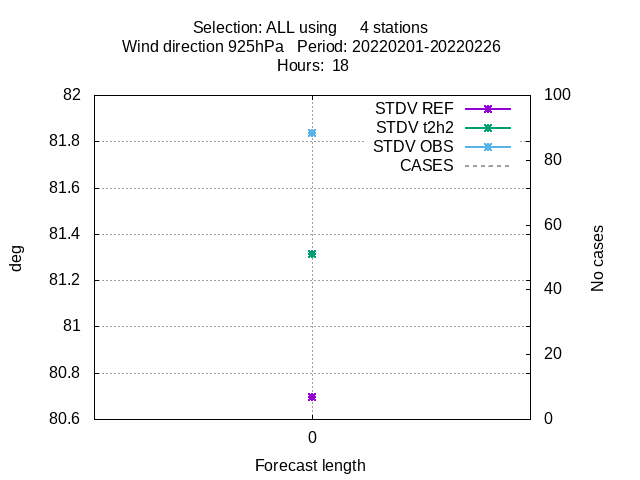 Selection: ALL using      4 stations
Wind direction 925hPa   Period: 20220201-20220226
Hours:  18
82
81.8
81.6
81.4
81.2
81
80.8
80.6
deg
100
80
60
40
20
0
No cases
STDV REF
STDV t2h2
STDV OBS
CASES
0
Forecast length